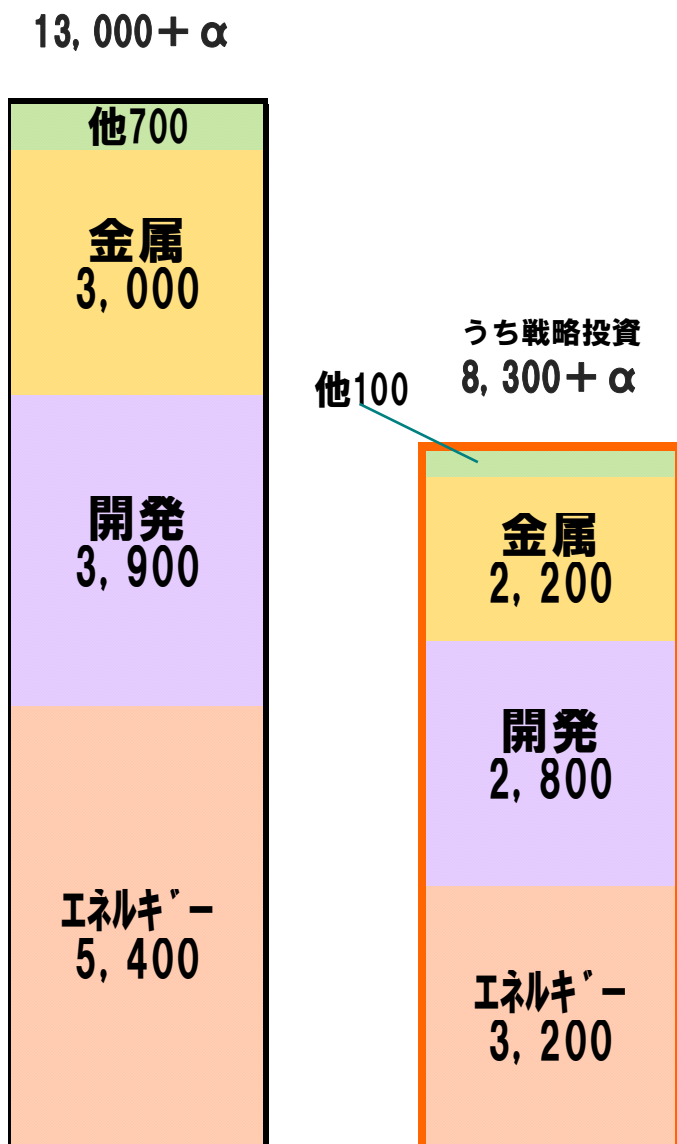 13,000＋α
他700
金属
3,000
開発
3,900
ｴﾈﾙｷﾞｰ
5,400
うち戦略投資
8,300＋α
他100
金属
2,200
開発
2,800
ｴﾈﾙｷﾞｰ
3,200